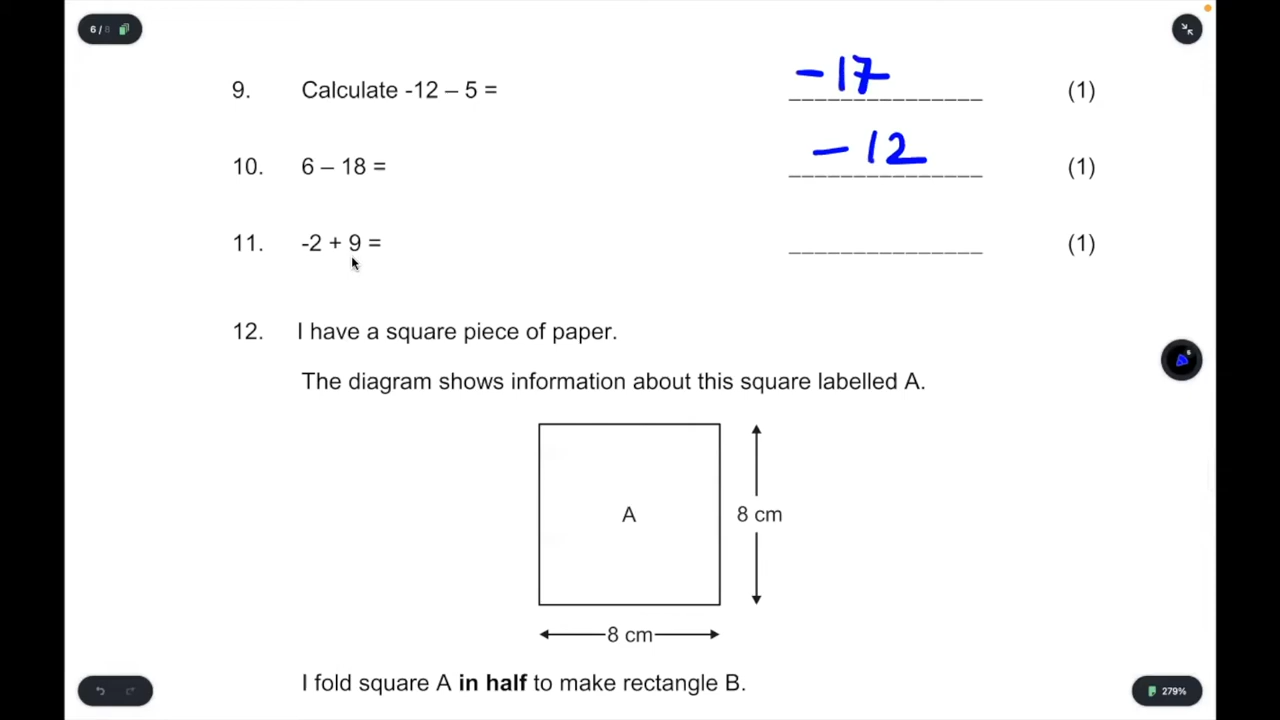 6 / 8
9. Calculate -12 – 5 = -17 (1)
10. 6 – 18 = -12 (1)
11. -2 + 9 = ______________ (1)
12. I have a square piece of paper.
The diagram shows information about this square labelled A.
A
8 cm
8 cm
I fold square A in half to make rectangle B.
279%